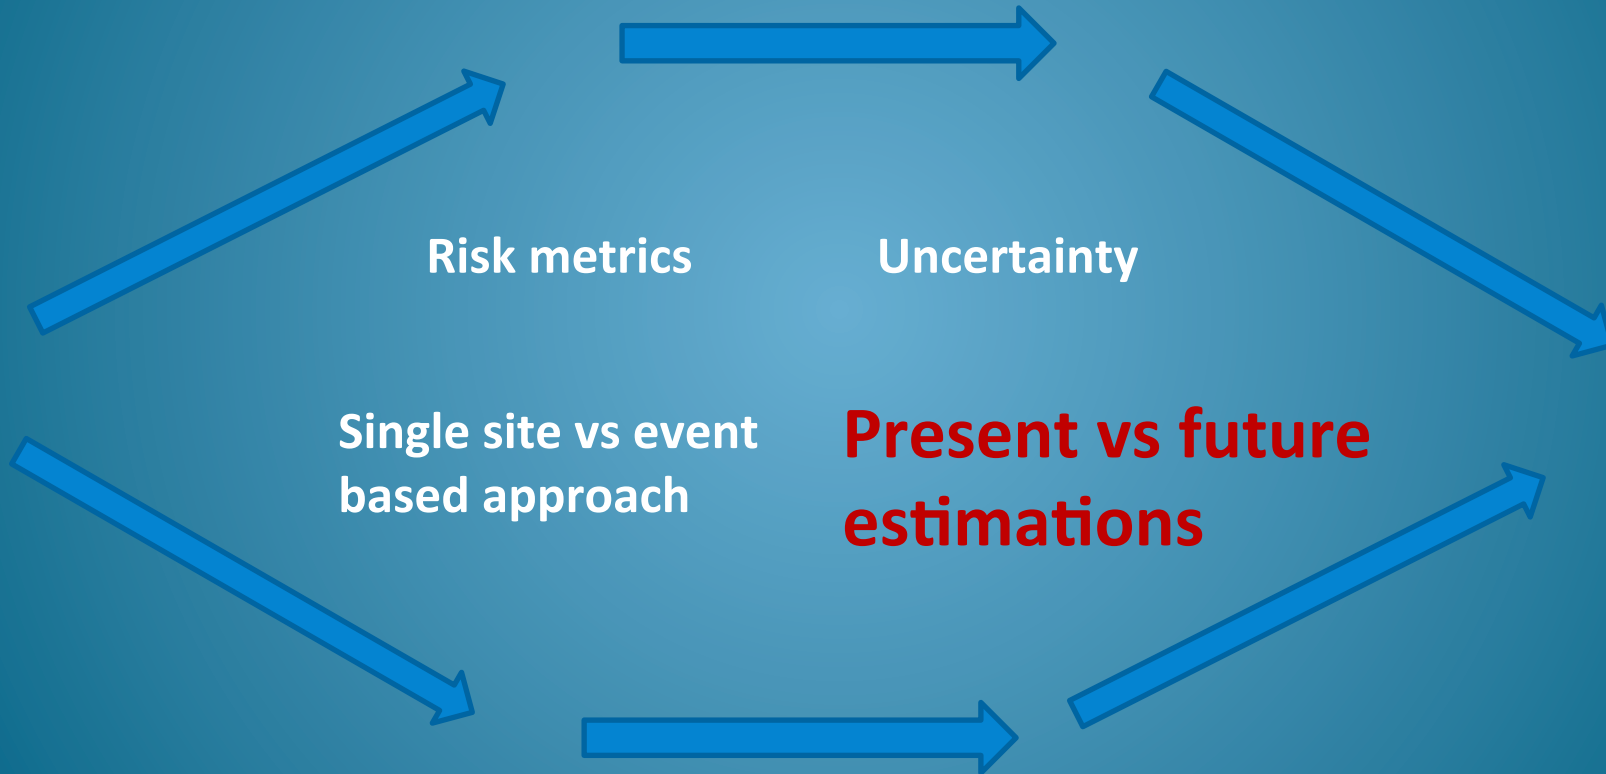 Risk metrics
Uncertainty
Single site vs event
based approach
Present vs future
estimations